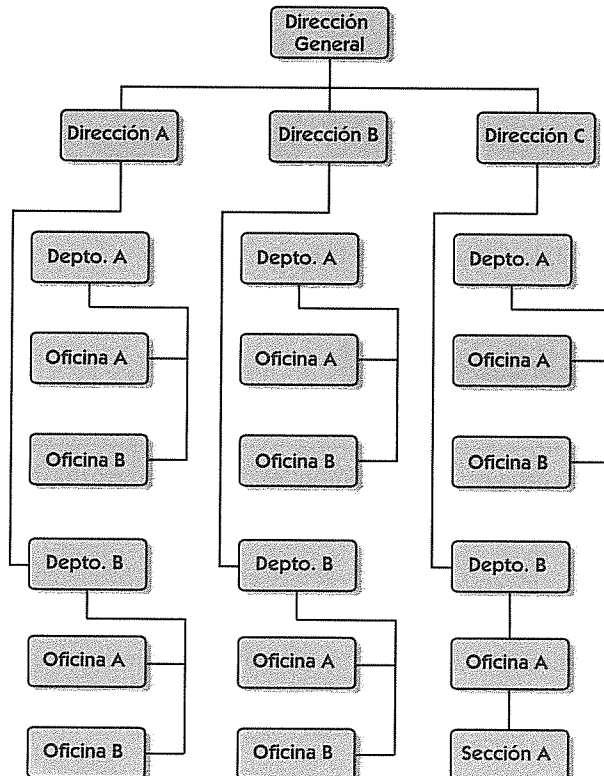 Dirección
General
Dirección A
Dirección B
Dirección C
Depto. A
Depto. A
Depto. A
Oficina A
Oficina A
Oficina A
Oficina B
Oficina B
Oficina B
Depto. B
Depto. B
Depto. B
Oficina A
Oficina A
Oficina A
Oficina B
Oficina B
Sección A